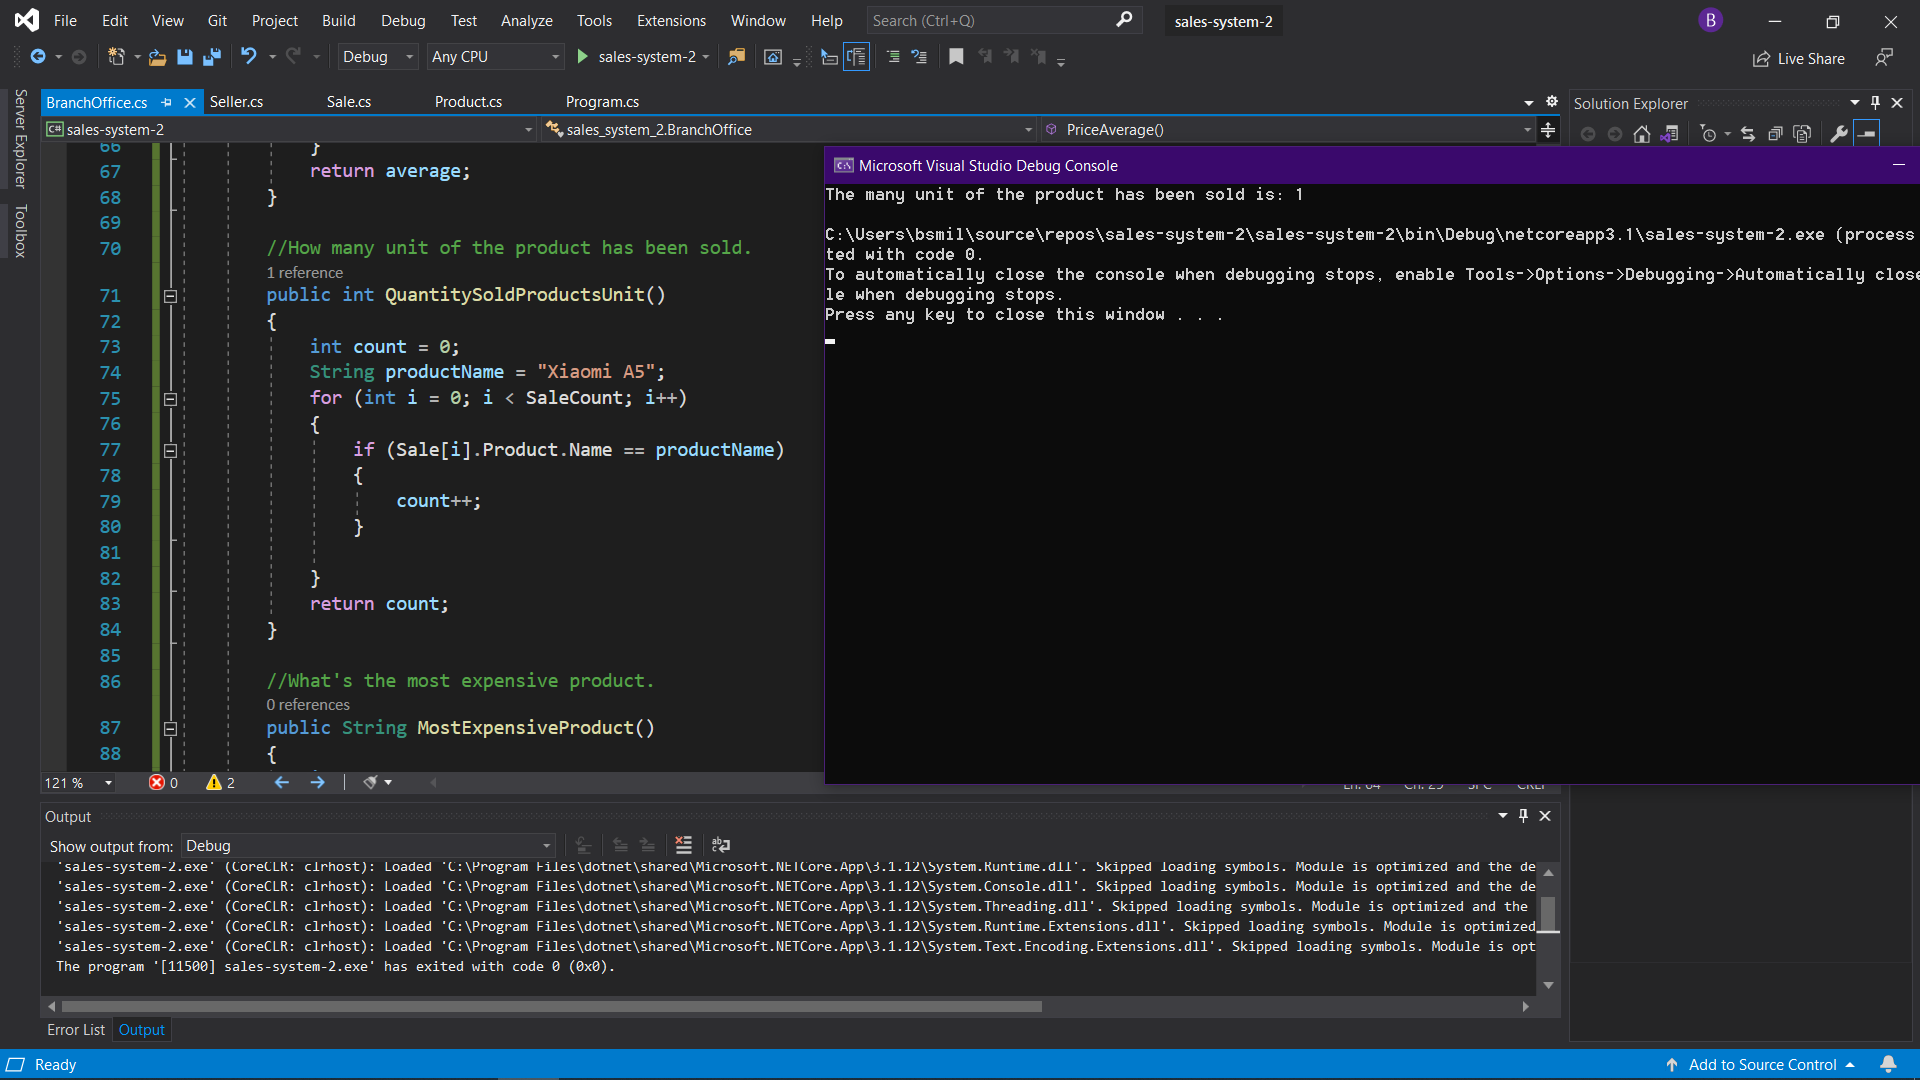 File Edit View Git Project Build Debug Test Analyze Tools Extensions Window Help Search (Ctrl+Q) sales-system-2 B
Debug Any CPU sales-system-2 Live Share
Server Explorer
Toolbox
BranchOffice.cs Seller.cs Sale.cs Product.cs Program.cs
C# sales-system-2 sales_system_2.BranchOffice PriceAverage()
66 }
67 return average;
68 }
69
70 //How many unit of the product has been sold.
1 reference
71 public int QuantitySoldProductsUnit()
72 {
73 int count = 0;
74 String productName = "Xiaomi A5";
75 for (int i = 0; i < SaleCount; i++)
76 {
77 if (Sale[i].Product.Name == productName)
78 {
79 count++;
80 }
81
82 }
83 return count;
84 }
85
86 //What's the most expensive product.
0 references
87 public String MostExpensiveProduct()
88 {
121 % 0 2
Solution Explorer
Microsoft Visual Studio Debug Console
The many unit of the product has been sold is: 1
C:\Users\bsmil\source\repos\sales-system-2\sales-system-2\bin\Debug\netcoreapp3.1\sales-system-2.exe (process
ted with code 0.
To automatically close the console when debugging stops, enable Tools->Options->Debugging->Automatically close
le when debugging stops.
Press any key to close this window . . .
Output
Show output from: Debug
'sales-system-2.exe' (CoreCLR: clrhost): Loaded 'C:\Program Files\dotnet\shared\Microsoft.NETCore.App\3.1.12\System.Runtime.dll'. Skipped loading symbols. Module is optimized and the de
'sales-system-2.exe' (CoreCLR: clrhost): Loaded 'C:\Program Files\dotnet\shared\Microsoft.NETCore.App\3.1.12\System.Console.dll'. Skipped loading symbols. Module is optimized and the de
'sales-system-2.exe' (CoreCLR: clrhost): Loaded 'C:\Program Files\dotnet\shared\Microsoft.NETCore.App\3.1.12\System.Threading.dll'. Skipped loading symbols. Module is optimized and the
'sales-system-2.exe' (CoreCLR: clrhost): Loaded 'C:\Program Files\dotnet\shared\Microsoft.NETCore.App\3.1.12\System.Runtime.Extensions.dll'. Skipped loading symbols. Module is optimized
'sales-system-2.exe' (CoreCLR: clrhost): Loaded 'C:\Program Files\dotnet\shared\Microsoft.NETCore.App\3.1.12\System.Text.Encoding.Extensions.dll'. Skipped loading symbols. Module is opt
The program '[11500] sales-system-2.exe' has exited with code 0 (0x0).
Error List Output
Ready Add to Source Control